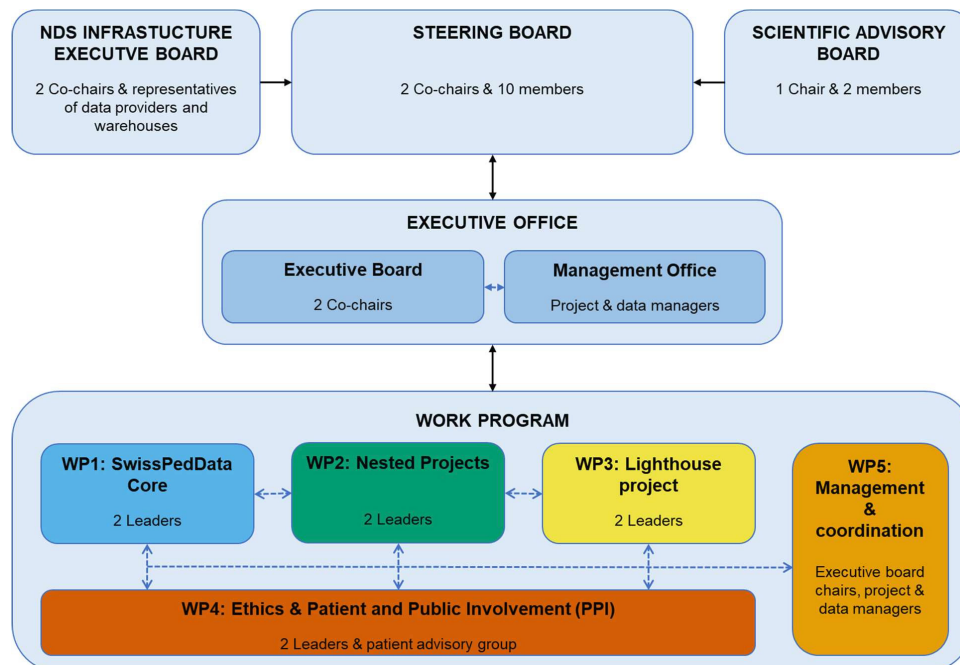 NDS INFRASTUCTURE
EXECUTVE BOARD
2 Co-chairs & representatives
of data providers and
warehouses
STEERING BOARD
2 Co-chairs & 10 members
SCIENTIFIC ADVISORY
BOARD
1 Chair & 2 members
EXECUTIVE OFFICE
Executive Board
2 Co-chairs
Management Office
Project & data managers
WORK PROGRAM
WP1: SwissPedData
Core
2 Leaders
WP2: Nested Projects
2 Leaders
WP3: Lighthouse
project
2 Leaders
WP5:
Management
&
coordination
Executive board
chairs, project &
data managers
WP4: Ethics & Patient and Public Involvement (PPI)
2 Leaders & patient advisory group